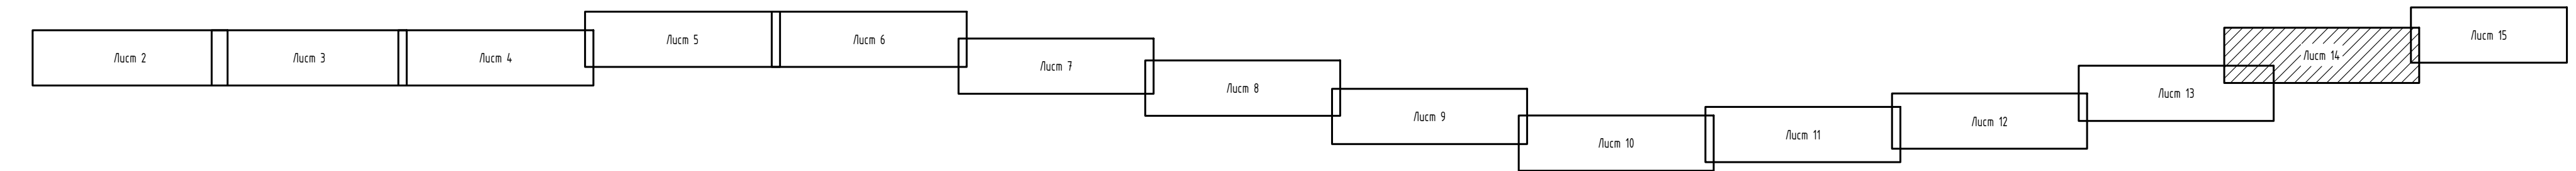 Лист 2
Лист 3
Лист 4
Лист 5
Лист 6
Лист 7
Лист 8
Лист 9
Лист 10
Лист 11
Лист 12
Лист 13
Лист 14
Лист 15